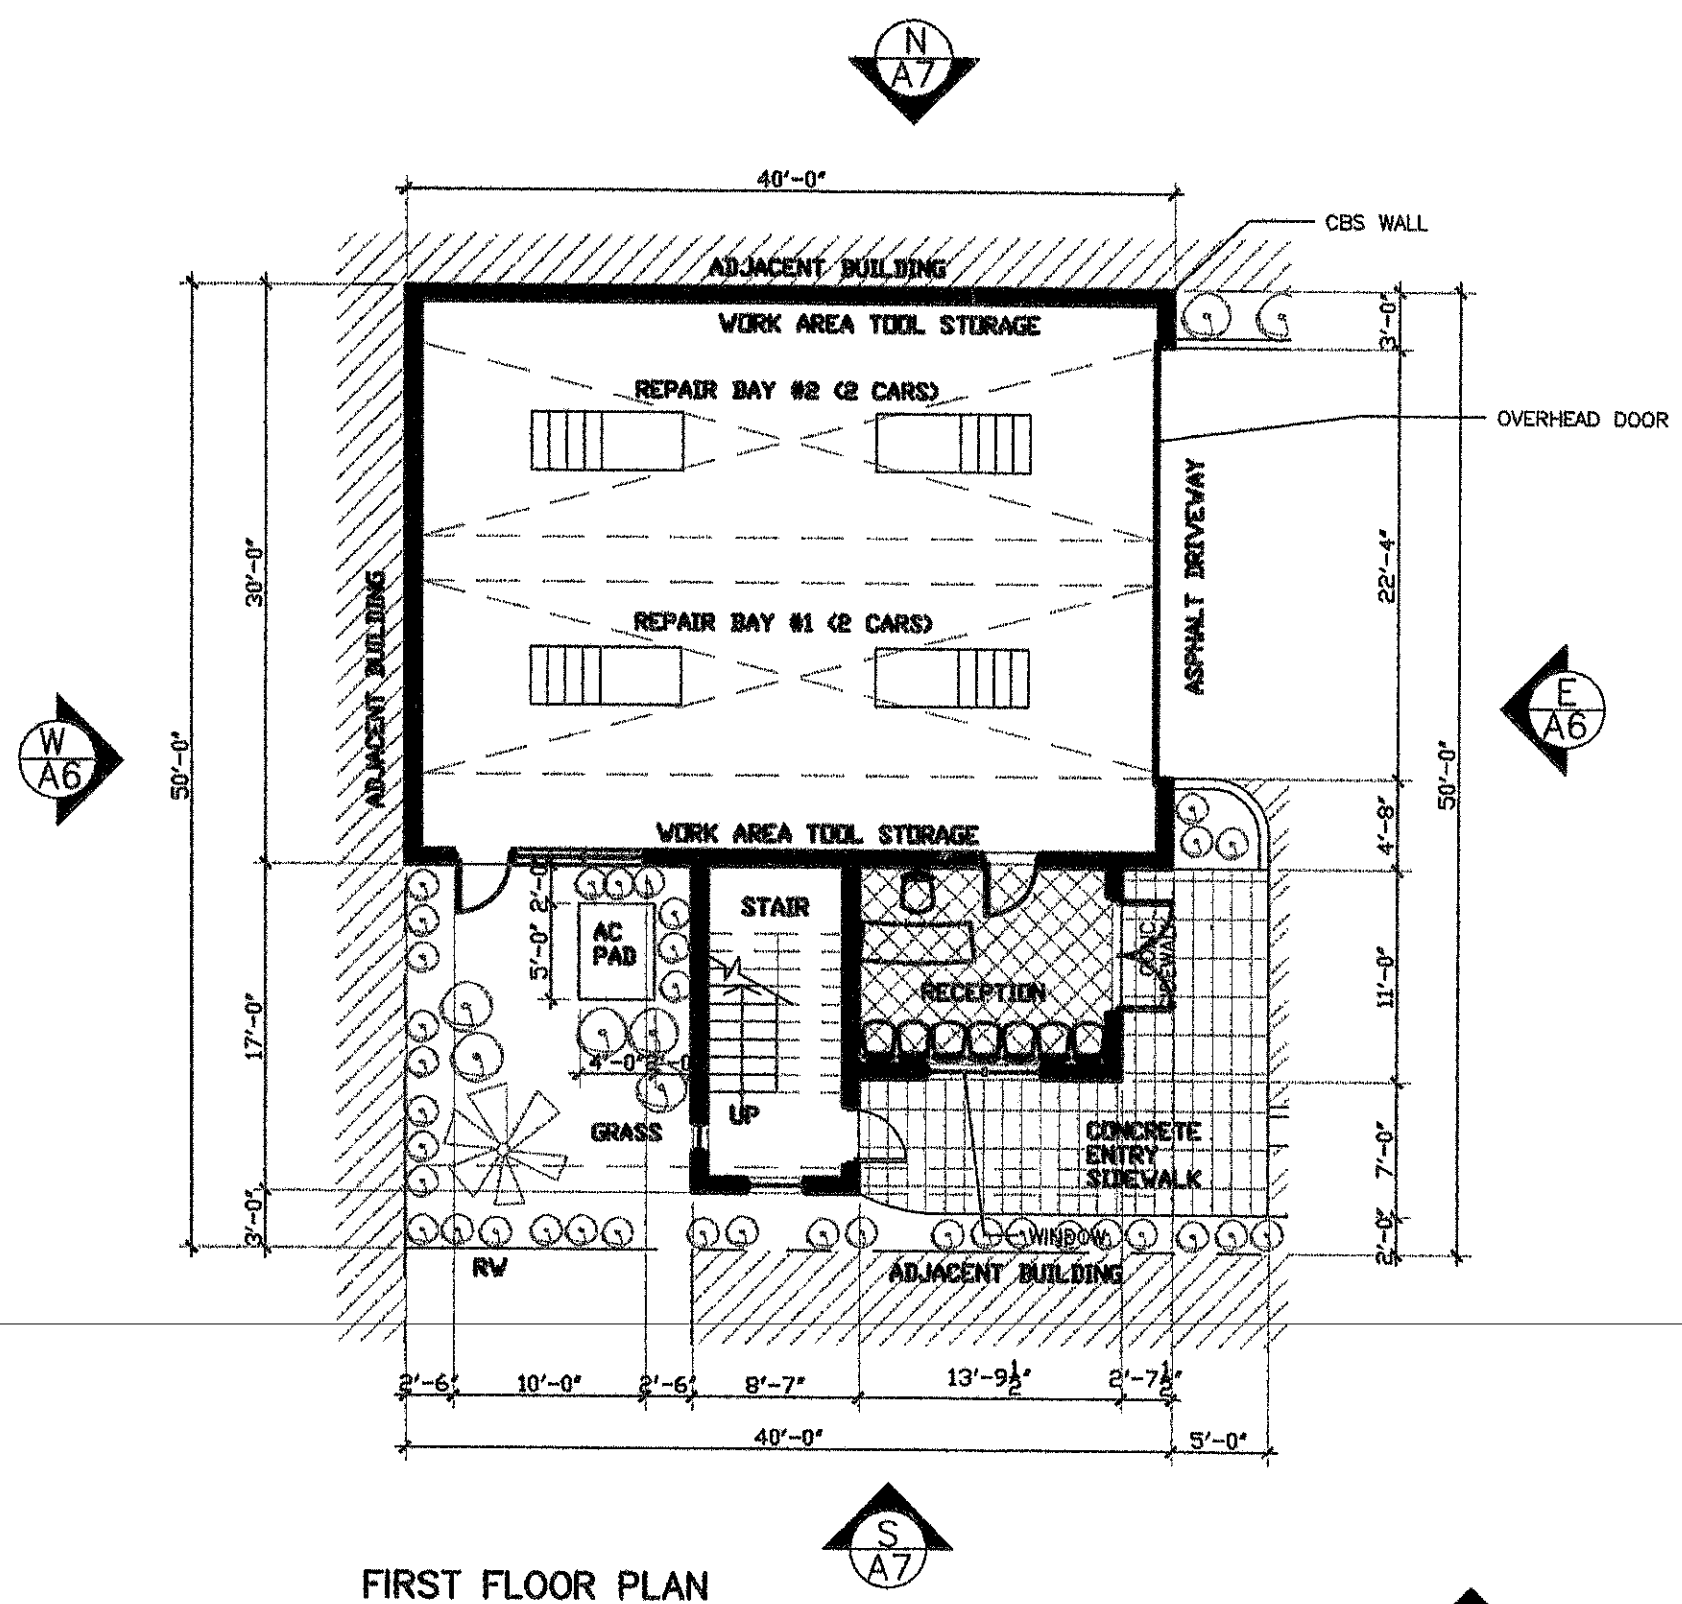 N
A7
40'-0"
CBS WALL
ADJACENT BUILDING
WORK AREA TOOL STORAGE
3'-0"
REPAIR BAY #2 (2 CARS)
OVERHEAD DOOR
ASPHALT DRIVEWAY
30'-0"
22'-4"
ADJACENT BUILDING
REPAIR BAY #1 (2 CARS)
E
A6
W
A6
50'-0"
50'-0"
WORK AREA TOOL STORAGE
4'-8"
2'-0"
STAIR
AC
PAD
5'-0"
CONC.
SIDEWALK
RECEPTION
11'-0"
17'-0"
4'-0"
2'-0"
UP
GRASS
CONCRETE
ENTRY
SIDEWALK
7'-0"
3'-0"
WINDOW
2'-0"
RW
ADJACENT BUILDING
2'-6"
10'-0"
2'-6"
8'-7"
13'-9½"
2'-7½"
40'-0"
5'-0"
S
A7
FIRST FLOOR PLAN